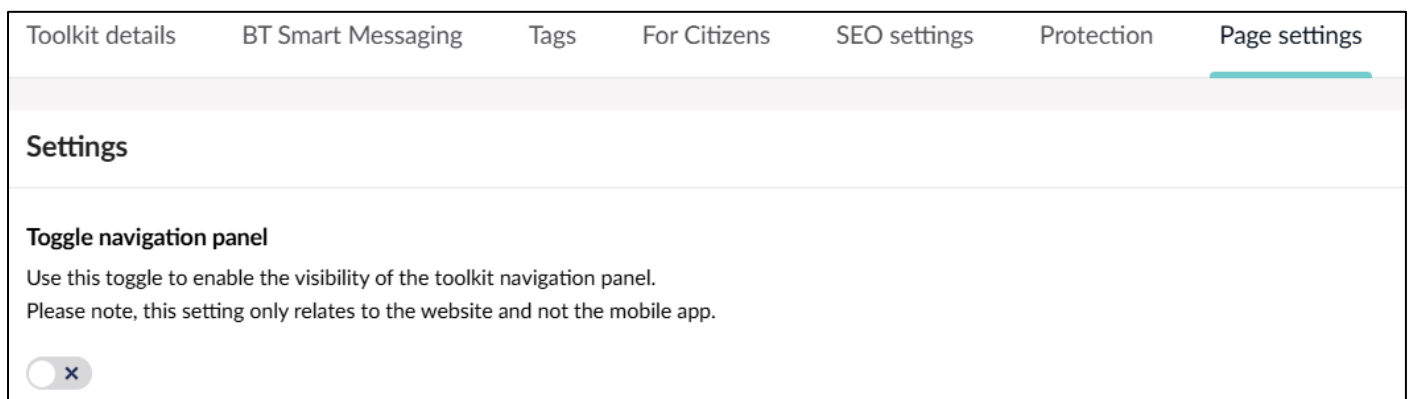 Toolkit details BT Smart Messaging Tags For Citizens SEO settings Protection Page settings
Settings
Toggle navigation panel
Use this toggle to enable the visibility of the toolkit navigation panel.
Please note, this setting only relates to the website and not the mobile app.